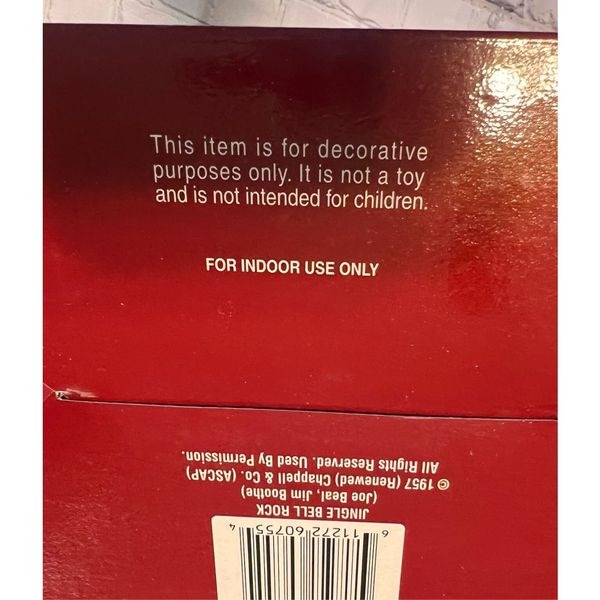 This item is for decorative
purposes only. It is not a toy
and is not intended for children.
FOR INDOOR USE ONLY
JINGLE BELL ROCK
(Joe Beal, Jim Boothe)
© 1957 (Renewed) Chappell & Co. (ASCAP)
All Rights Reserved. Used By Permission.
6 11272 60755 4